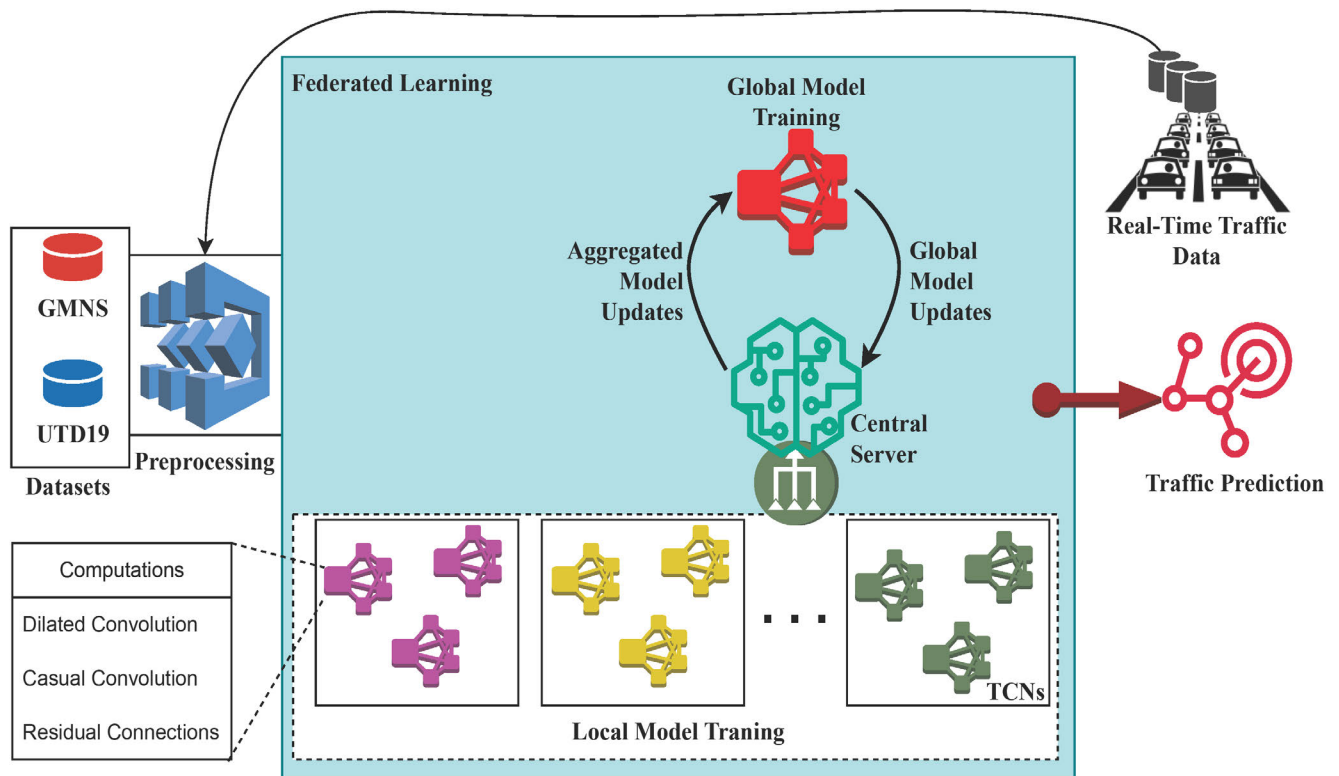 Federated Learning
Global Model
Training
Aggregated
Model
Updates
Global
Model
Updates
Central
Server
Real-Time Traffic
Data
GMNS
UTD19
Datasets
Preprocessing
Traffic Prediction
Computations
Dilated Convolution
Casual Convolution
Residual Connections
. . .
TCNs
Local Model Traning